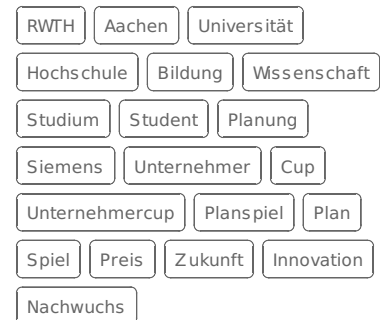 RWTH Aachen Universität
Hochschule Bildung Wissenschaft
Studium Student Planung
Siemens Unternehmer Cup
Unternehmercup Planspiel Plan
Spiel Preis Zukunft Innovation
Nachwuchs